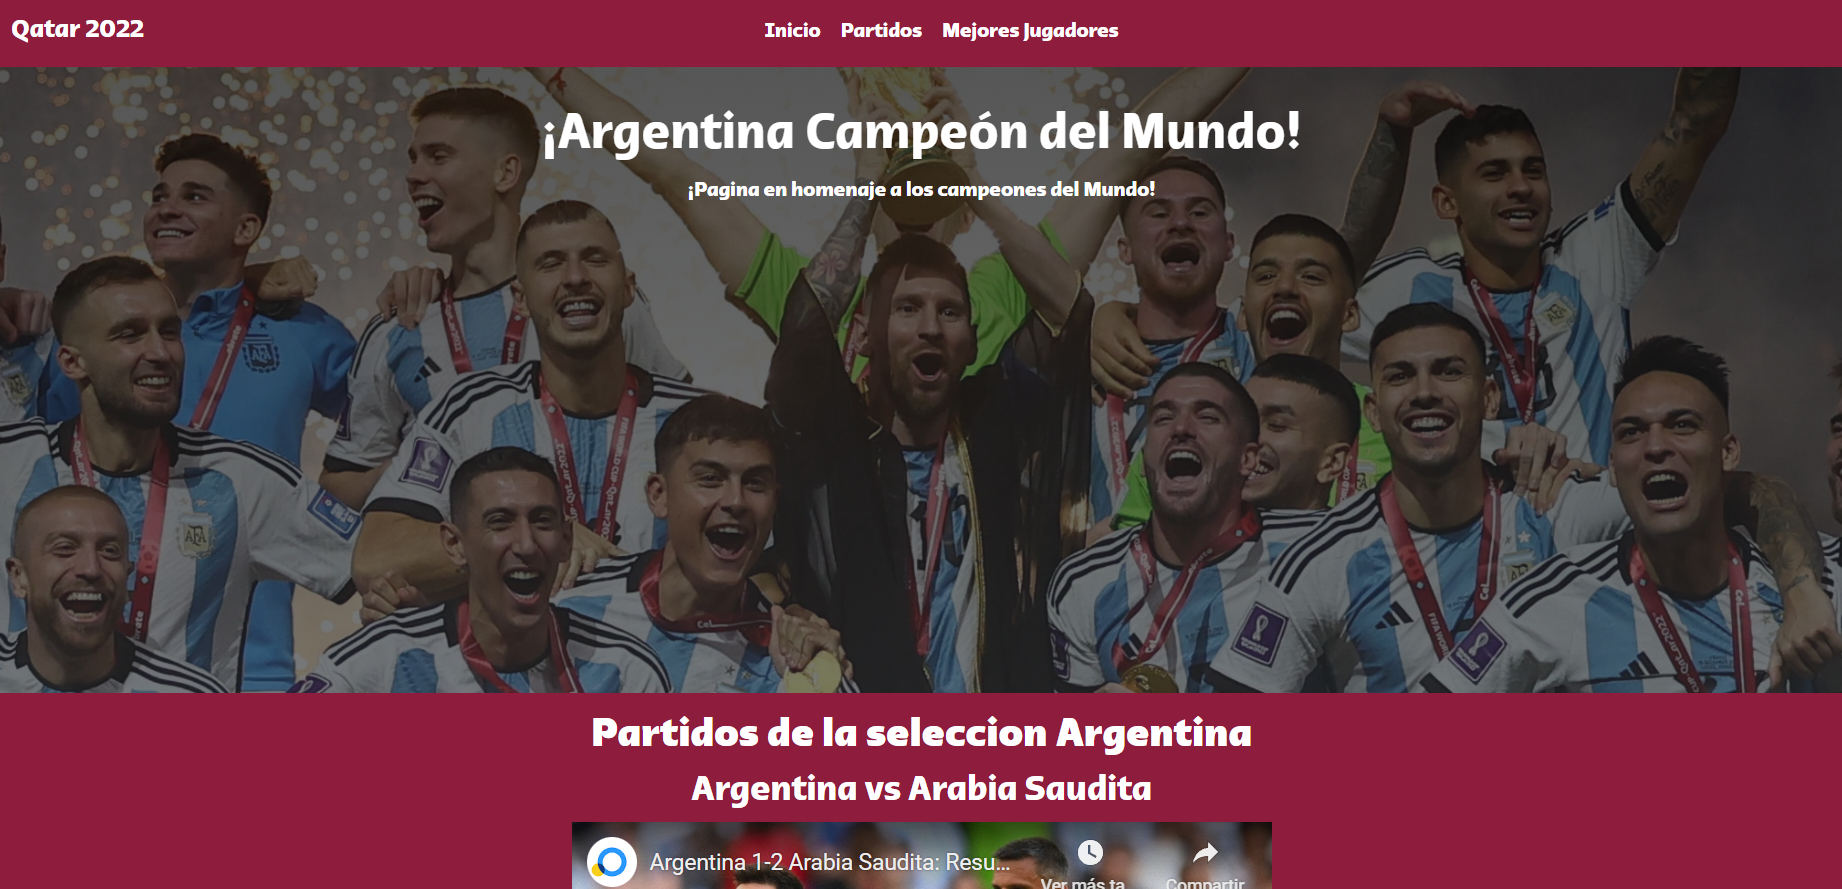 Qatar 2022
Inicio Partidos Mejores Jugadores
¡Argentina Campeón del Mundo!
¡Pagina en homenaje a los campeones del Mundo!
Partidos de la seleccion Argentina
Argentina vs Arabia Saudita
Argentina 1-2 Arabia Saudita: Resu...
Ver más ta
Compartir